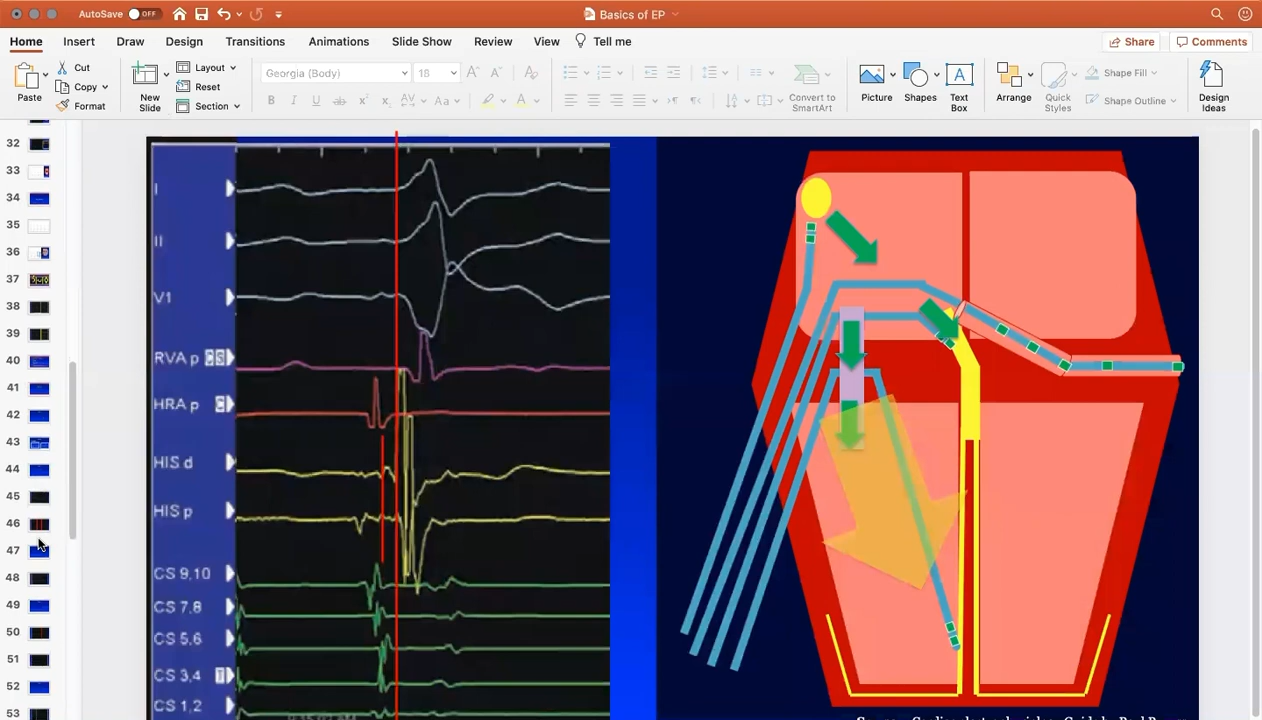 AutoSave OFF
Basics of EP
Home Insert Draw Design Transitions Animations Slide Show Review View Tell me
Share Comments
Paste
Cut
Copy
Format
New Slide
Layout
Reset
Section
Georgia (Body) 18
B I U ab AV Aa A
Convert to SmartArt
Picture
Shapes
Text Box
Arrange
Quick Styles
Shape Fill
Shape Outline
Design Ideas
32
33
34
35
36
37
38
39
40
41
42
43
44
45
46
47
48
49
50
51
52
53
I
II
V1
RVA p C S
HRA p C
HIS d
HIS p
CS 9,10
CS 7,8
CS 5,6
CS 3,4 T
CS 1,2